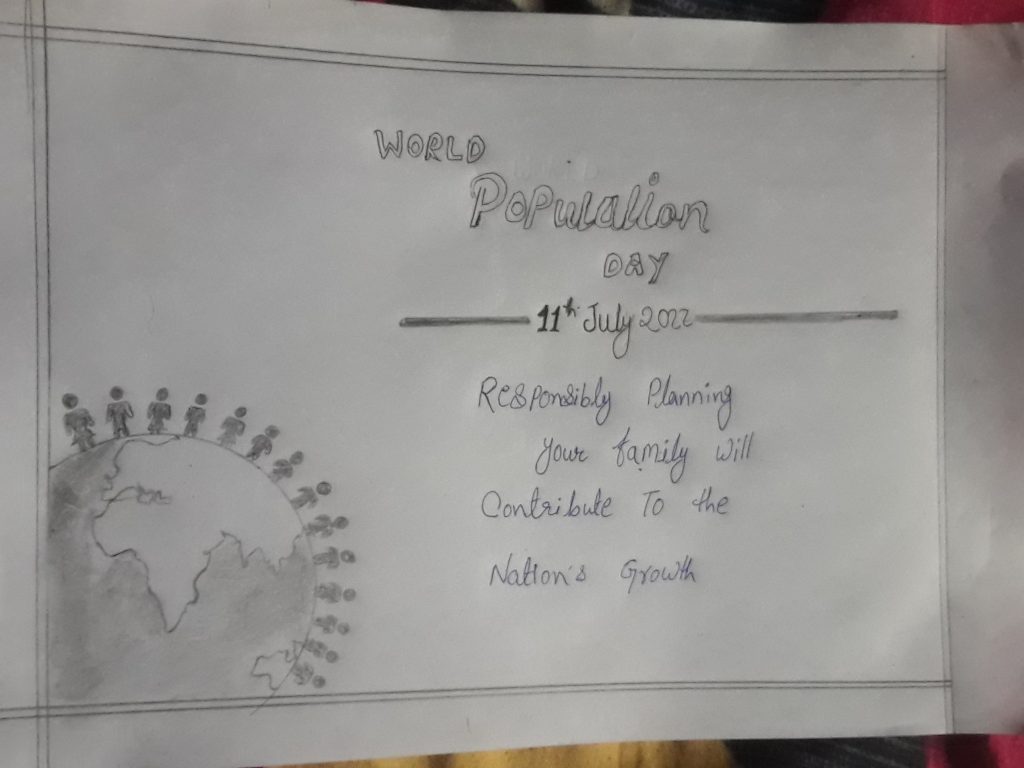 WORLD
Population
DAY
11th July 2022
Responsibly Planning
your family will
Contribute To the
Nation's Growth